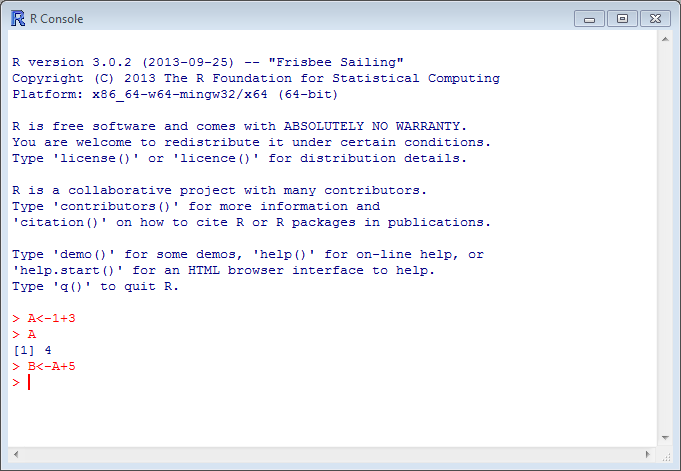 R Console
R version 3.0.2 (2013-09-25) -- "Frisbee Sailing"
Copyright (C) 2013 The R Foundation for Statistical Computing
Platform: x86_64-w64-mingw32/x64 (64-bit)
R is free software and comes with ABSOLUTELY NO WARRANTY.
You are welcome to redistribute it under certain conditions.
Type 'license()' or 'licence()' for distribution details.
R is a collaborative project with many contributors.
Type 'contributors()' for more information and
'citation()' on how to cite R or R packages in publications.
Type 'demo()' for some demos, 'help()' for on-line help, or
'help.start()' for an HTML browser interface to help.
Type 'q()' to quit R.
> A<-1+3
> A
[1] 4
> B<-A+5
>